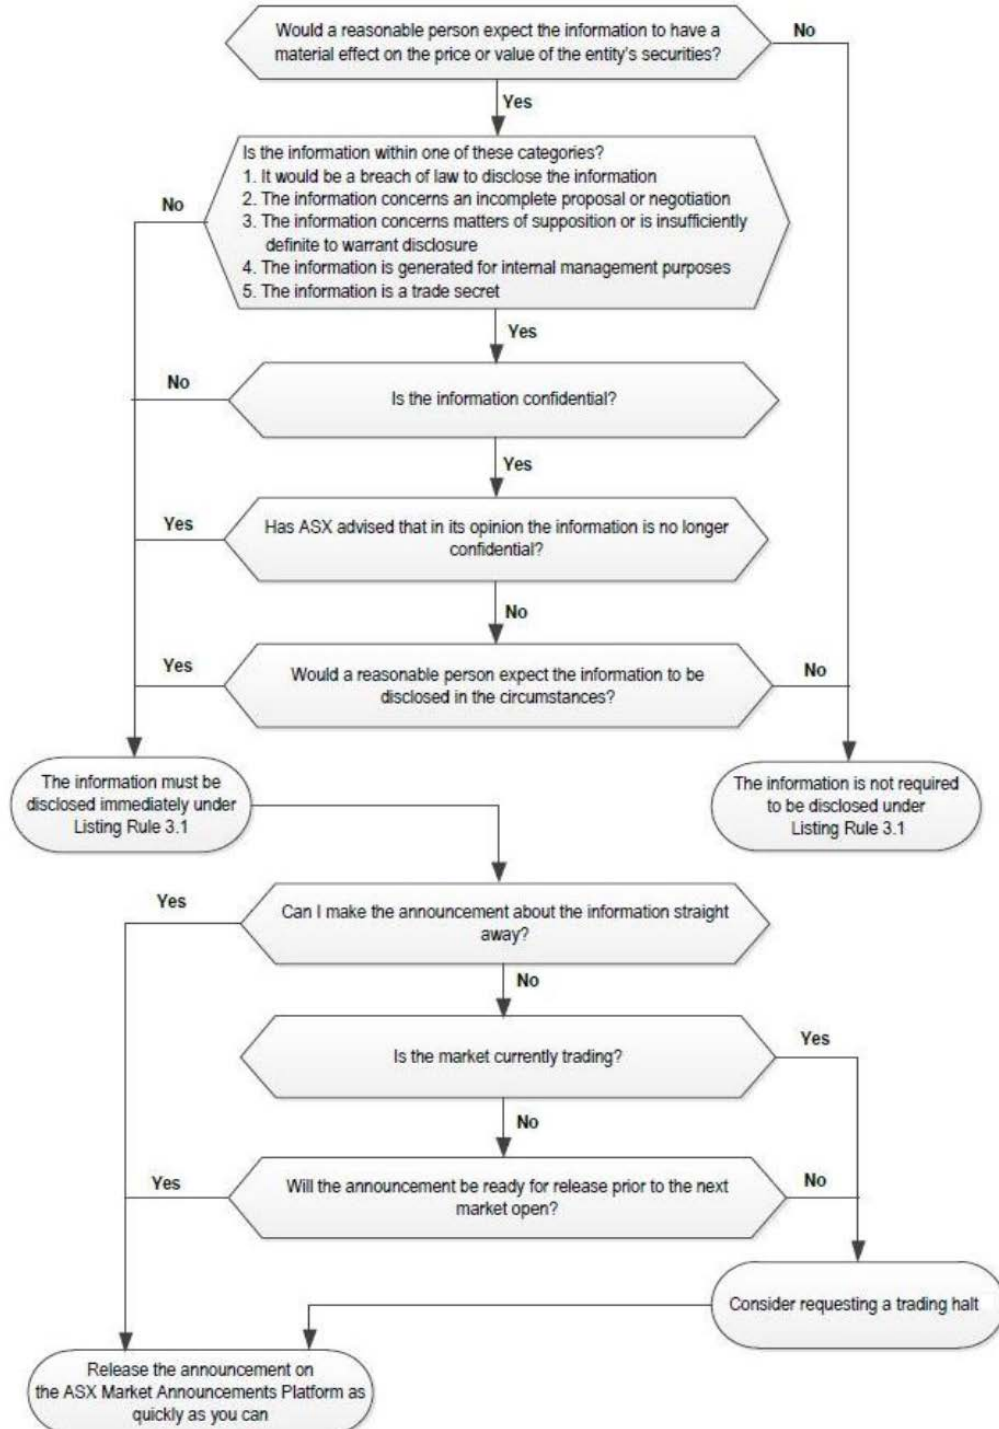 Would a reasonable person expect the information to have a
material effect on the price or value of the entity's securities?
No
Yes
Is the information within one of these categories?
1. It would be a breach of law to disclose the information
2. The information concerns an incomplete proposal or negotiation
3. The information concerns matters of supposition or is insufficiently
definite to warrant disclosure
4. The information is generated for internal management purposes
5. The information is a trade secret
No
Yes
No
Is the information confidential?
Yes
Yes
Has ASX advised that in its opinion the information is no longer
confidential?
No
Yes
Would a reasonable person expect the information to be
disclosed in the circumstances?
No
The information must be
disclosed immediately under
Listing Rule 3.1
The information is not required
to be disclosed under
Listing Rule 3.1
Yes
Can I make the announcement about the information straight
away?
No
Is the market currently trading?
Yes
No
Yes
Will the announcement be ready for release prior to the next
market open?
No
Consider requesting a trading halt
Release the announcement on
the ASX Market Announcements Platform as
quickly as you can